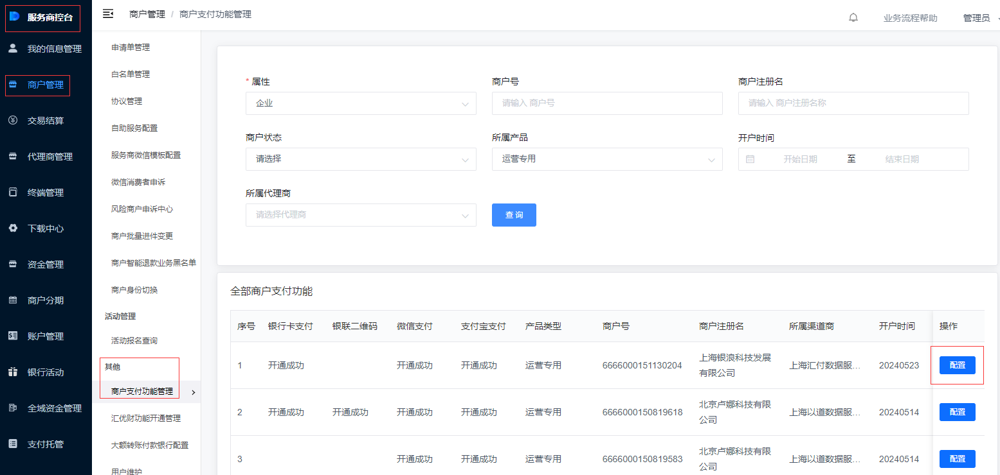 服务商控台
商户管理 / 商户支付功能管理
业务流程帮助
管理员
我的信息管理
商户管理
交易结算
代理商管理
终端管理
下载中心
资金管理
商户分期
账户管理
银行活动
全域资金管理
支付托管
申请单管理
白名单管理
协议管理
自助服务配置
服务商微信模板配置
微信消费者申诉
风险商户申诉中心
商户批量进件变更
商户智能退款业务黑名单
商户身份切换
活动管理
活动报名查询
其他
商户支付功能管理
汇优财功能开通管理
大额转账付款银行配置
用户维护
* 属性
企业
商户号
请输入 商户号
商户注册名
请输入 商户注册名称
商户状态
请选择
所属产品
运营专用
开户时间
开始日期 至 结束日期
所属代理商
请选择代理商
查 询
全部商户支付功能
序号 银行卡支付 银联二维码 微信支付 支付宝支付 产品类型 商户号 商户注册名 所属渠道商 开户时间 操作
1 开通成功 开通成功 开通成功 运营专用 6666000151130204 上海银浪科技发展 上海汇付数据服... 20240523 配置
有限公司
2 开通成功 开通成功 开通成功 开通成功 运营专用 6666000150819618 北京卢娜科技有限 上海以道数据服... 20240514 配置
公司
3 开通成功 开通成功 运营专用 6666000150819583 北京卢娜科技有限 上海以道数据服... 20240514 配置
公司